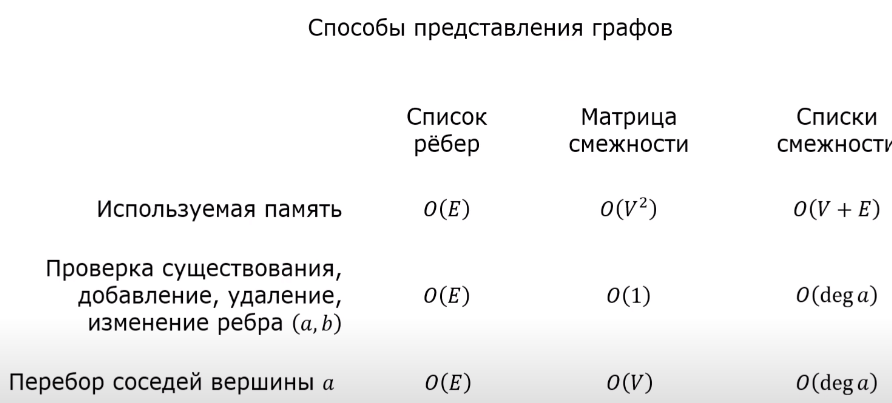 Способы представления графов
Список Матрица Списки
рёбер смежности смежности
Используемая память O(E) O(V²) O(V + E)
Проверка существования,
добавление, удаление, O(E) O(1) O(deg a)
изменение ребра (a, b)
Перебор соседей вершины a O(E) O(V) O(deg a)